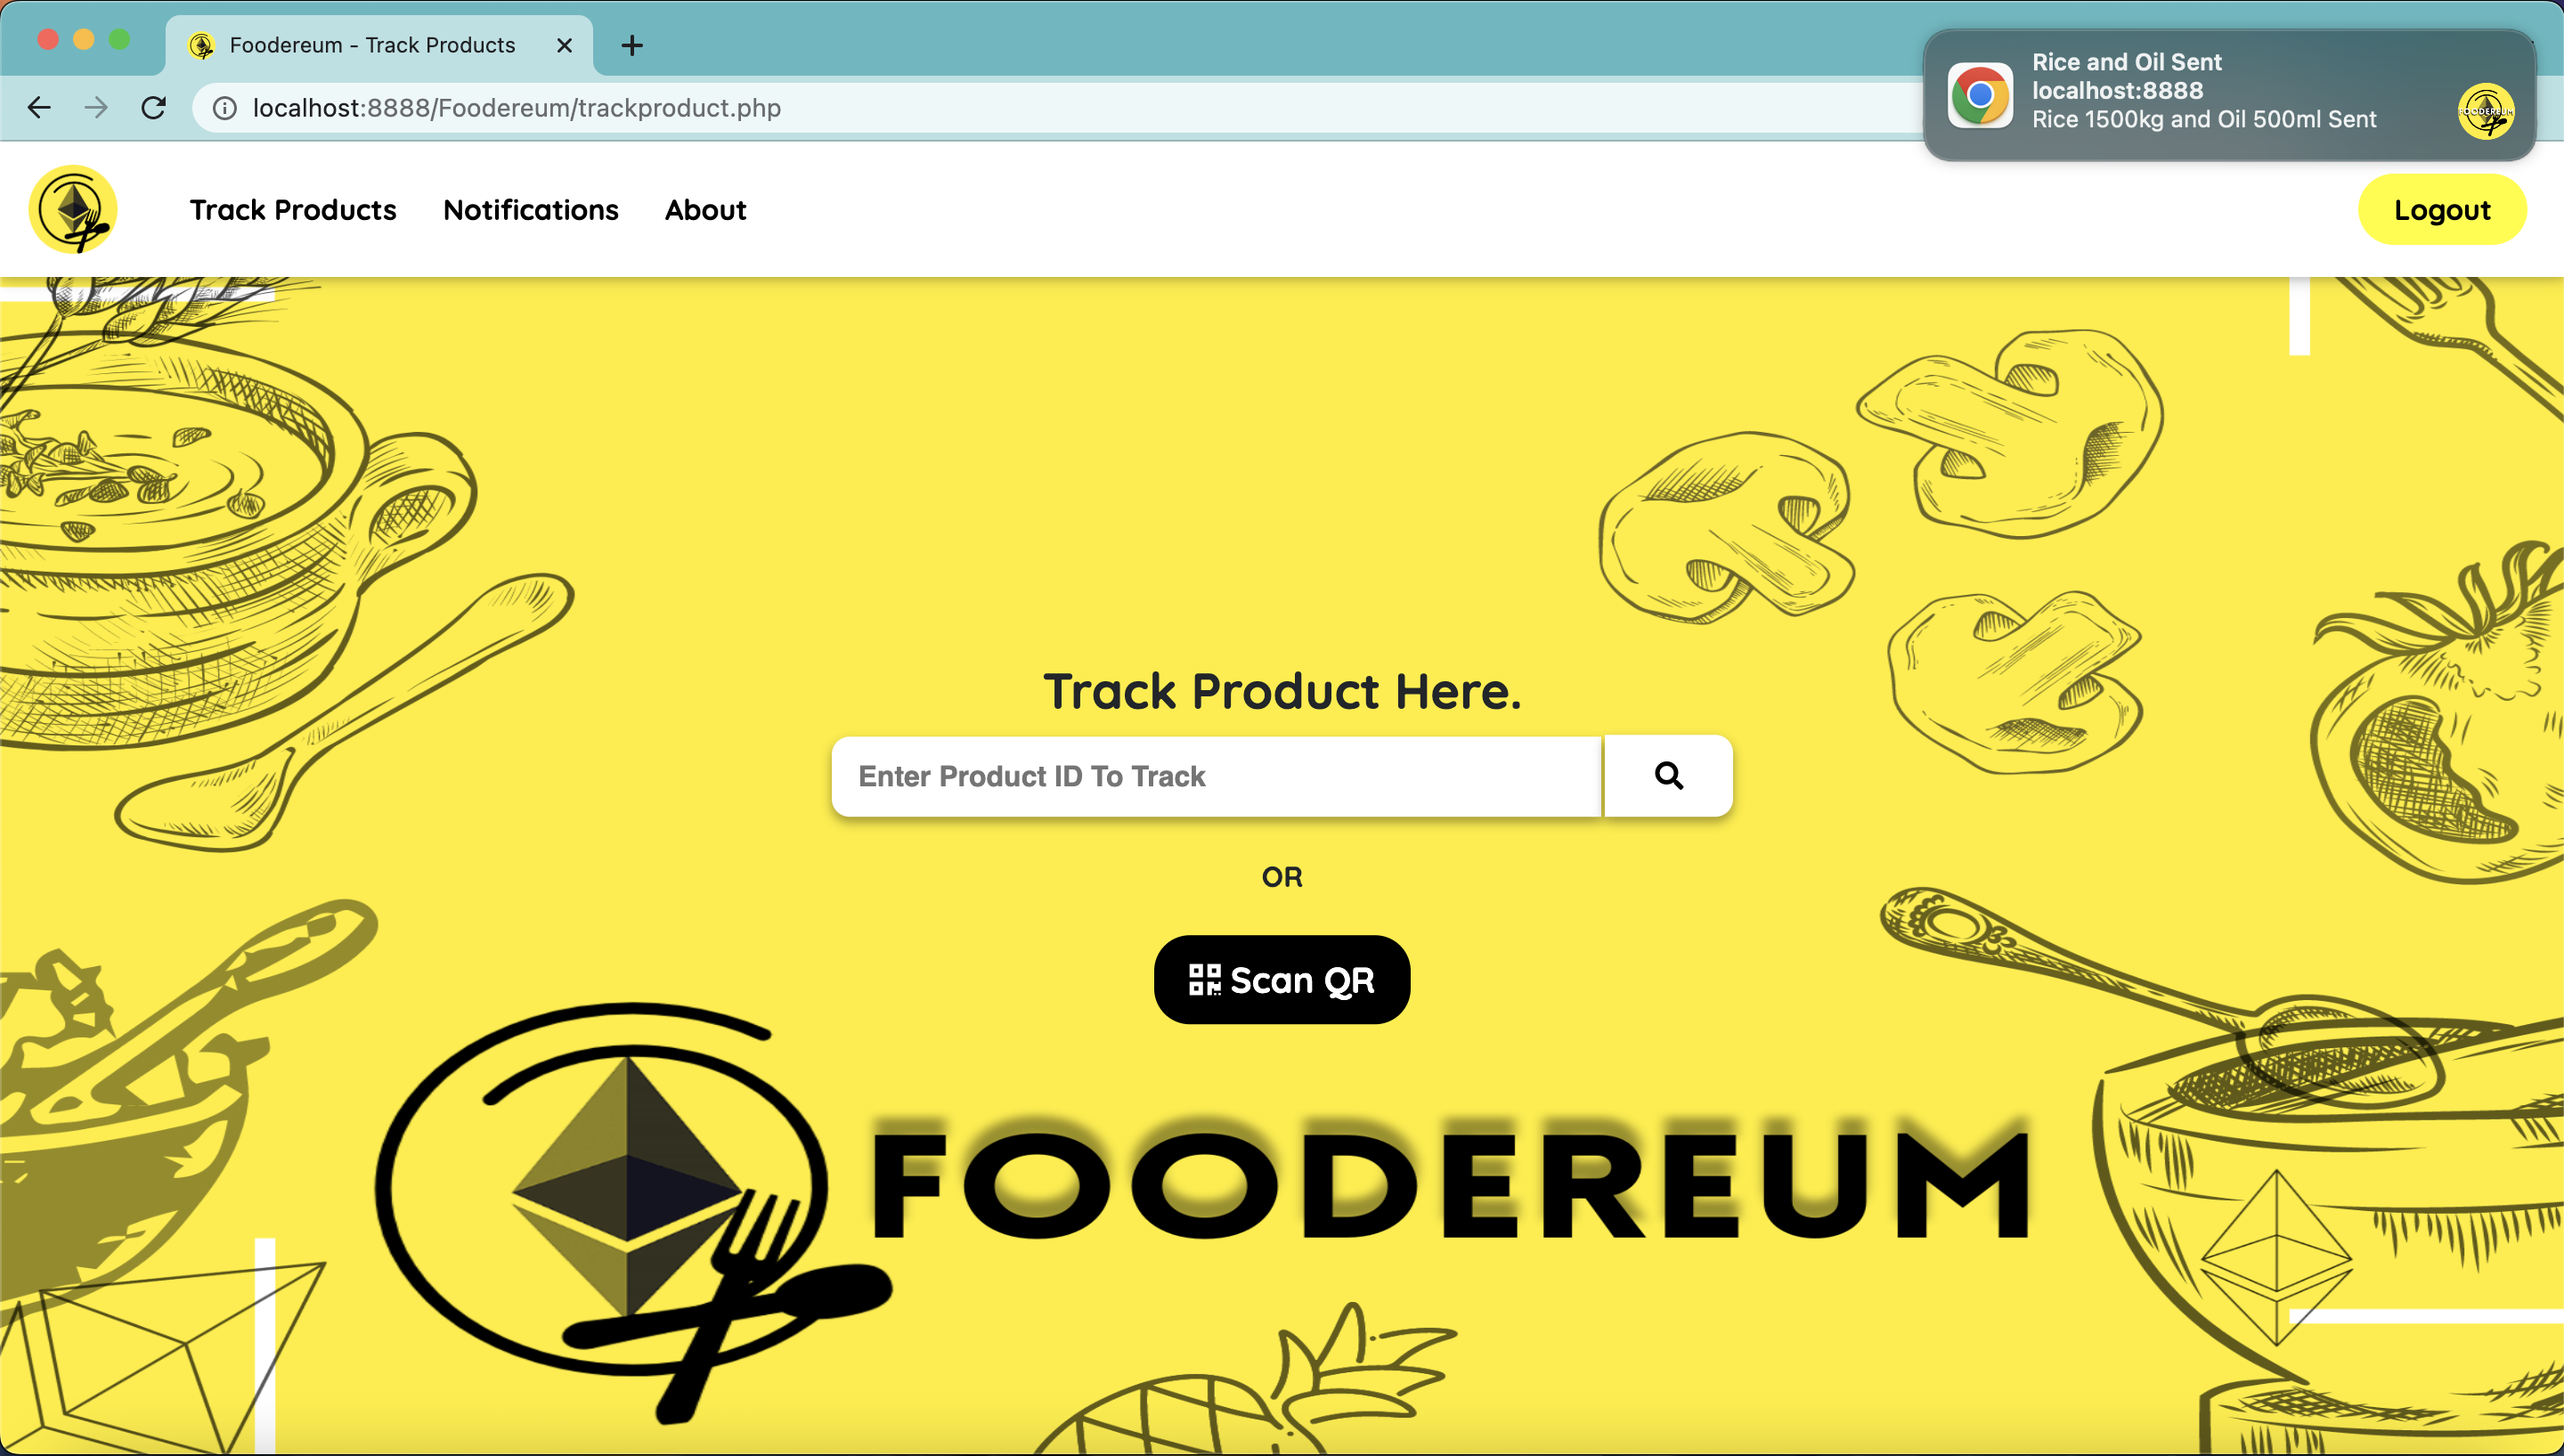 Foodereum - Track Products
Rice and Oil Sent
localhost:8888
Rice 1500kg and Oil 500ml Sent
FOODEREUM
localhost:8888/Foodereum/trackproduct.php
Track Products
Notifications
About
Logout
Track Product Here.
Enter Product ID To Track
OR
Scan QR
FOODEREUM